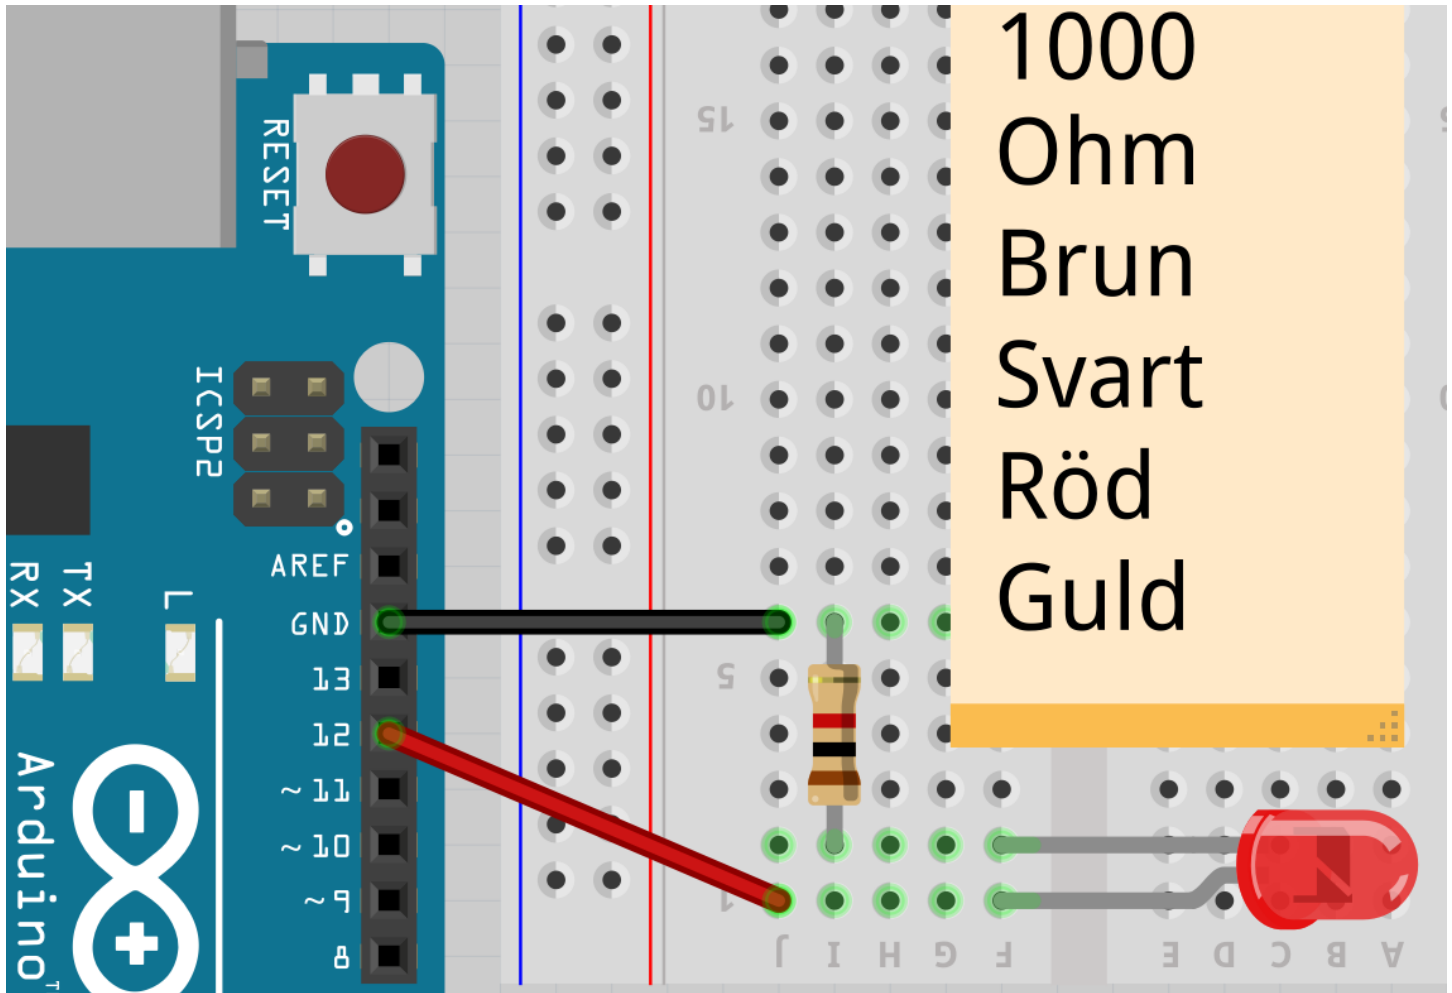 1000
Ohm
Brun
Svart
Röd
Guld
RESET
ICSP2
AREF
GND
13
12
~11
~10
~9
8
RX
TX
L
Arduino
15
10
5
1
J I H G F E D C B A